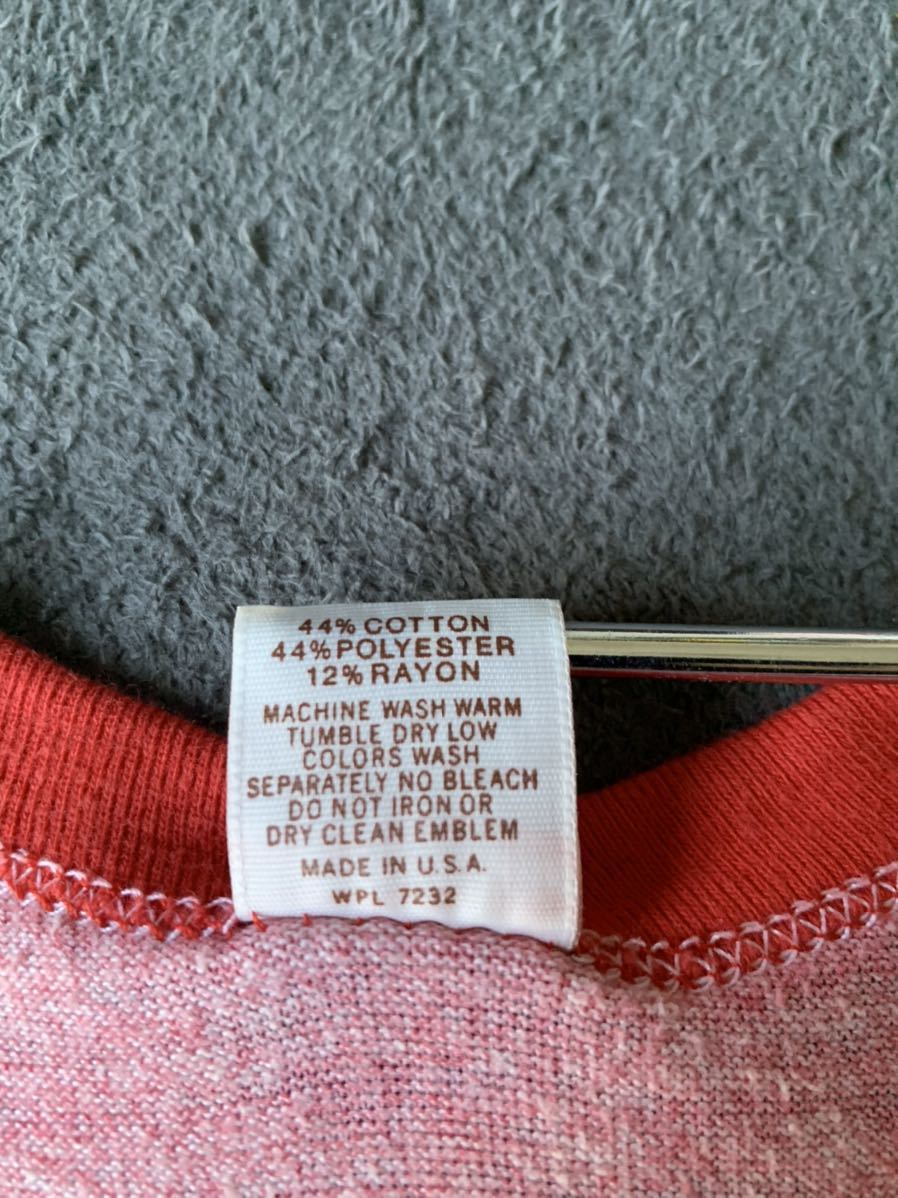 44% COTTON
44% POLYESTER
12% RAYON
MACHINE WASH WARM
TUMBLE DRY LOW
COLORS WASH
SEPARATELY NO BLEACH
DO NOT IRON OR
DRY CLEAN EMBLEM
MADE IN U.S.A.
WPL 7232